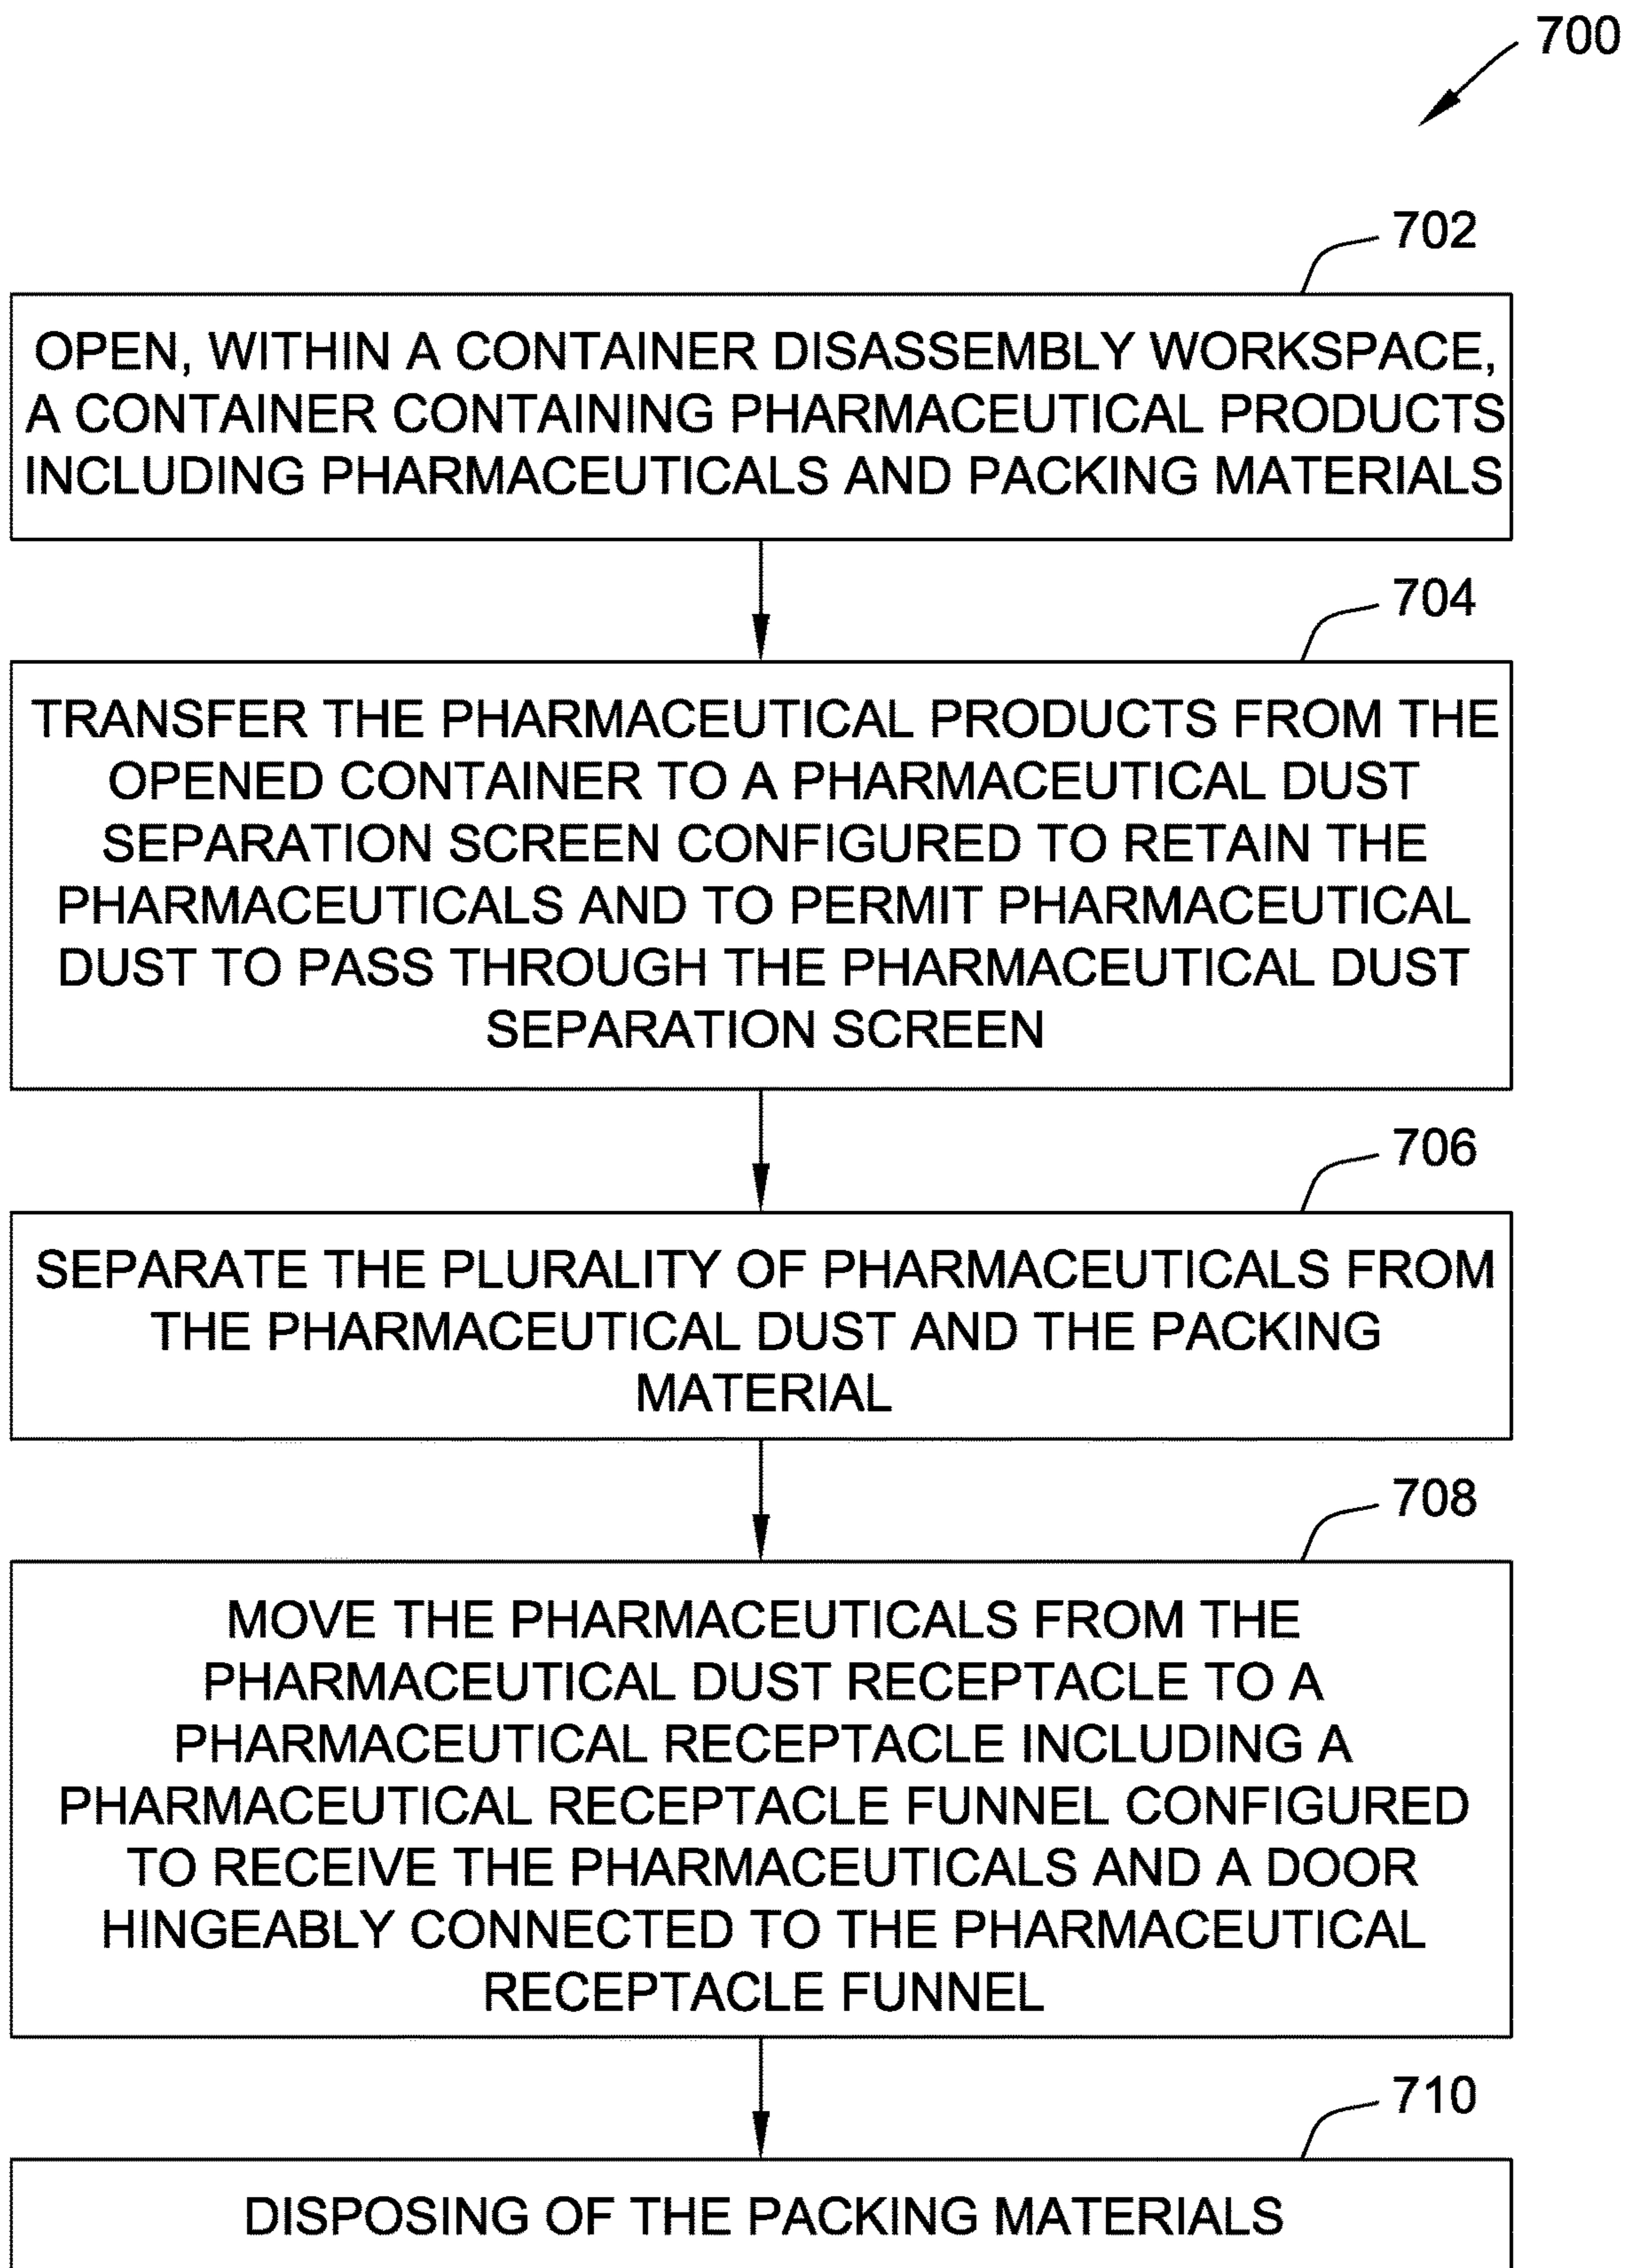 700
702
OPEN, WITHIN A CONTAINER DISASSEMBLY WORKSPACE,
A CONTAINER CONTAINING PHARMACEUTICAL PRODUCTS
INCLUDING PHARMACEUTICALS AND PACKING MATERIALS
704
TRANSFER THE PHARMACEUTICAL PRODUCTS FROM THE
OPENED CONTAINER TO A PHARMACEUTICAL DUST
SEPARATION SCREEN CONFIGURED TO RETAIN THE
PHARMACEUTICALS AND TO PERMIT PHARMACEUTICAL
DUST TO PASS THROUGH THE PHARMACEUTICAL DUST
SEPARATION SCREEN
706
SEPARATE THE PLURALITY OF PHARMACEUTICALS FROM
THE PHARMACEUTICAL DUST AND THE PACKING
MATERIAL
708
MOVE THE PHARMACEUTICALS FROM THE
PHARMACEUTICAL DUST RECEPTACLE TO A
PHARMACEUTICAL RECEPTACLE INCLUDING A
PHARMACEUTICAL RECEPTACLE FUNNEL CONFIGURED
TO RECEIVE THE PHARMACEUTICALS AND A DOOR
HINGEABLY CONNECTED TO THE PHARMACEUTICAL
RECEPTACLE FUNNEL
710
DISPOSING OF THE PACKING MATERIALS